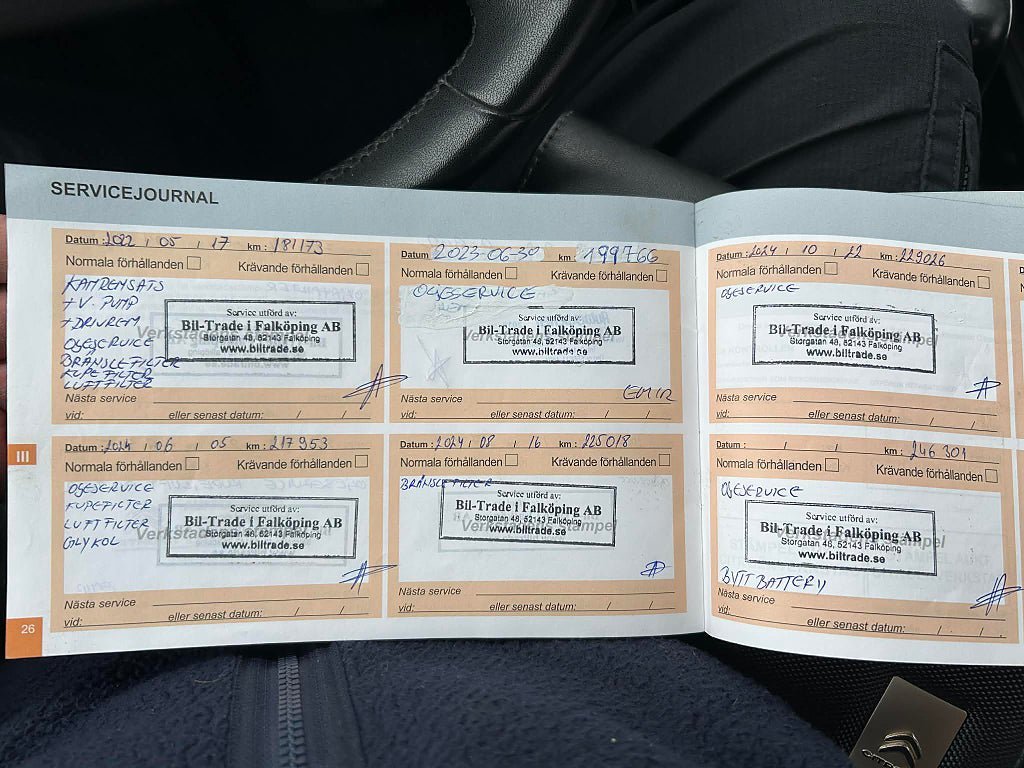 SERVICEJOURNAL
Datum : 2022 / 05 / 17 km : 181173
Normala förhållanden Krävande förhållanden
KAMREMSATS
+ V. PUMP
+ DRIVREM
OLJESERVICE
BRÄNSLEFILTER
KUPEFILTER
LUFTFILTER
Service utförd av:
Bil-Trade i Falköping AB
Storgatan 48, 52143 Falköping
www.biltrade.se
Nästa service
vid: eller senast datum: / /
Datum : 2023-06-30 km : 199766
Normala förhållanden Krävande förhållanden
OLJESERVICE
Service utförd av:
Bil-Trade i Falköping AB
Storgatan 48, 52143 Falköping
www.biltrade.se
EMIR
Nästa service
vid: eller senast datum: / /
Datum : 2024 / 10 / 22 km : 229026
Normala förhållanden Krävande förhållanden
OLJESERVICE
Service utförd av:
Bil-Trade i Falköping AB
Storgatan 48, 52143 Falköping
www.biltrade.se
Nästa service
vid: eller senast datum: / /
III
Datum : 2024 / 06 / 05 km : 217953
Normala förhållanden Krävande förhållanden
OLJESERVICE
KUPEFILTER
LUFTFILTER
GLYKOL
Verkstadens stämpel
Service utförd av:
Bil-Trade i Falköping AB
Storgatan 48, 52143 Falköping
www.biltrade.se
Nästa service
vid: eller senast datum: / /
Datum : 2024 / 08 / 16 km : 225018
Normala förhållanden Krävande förhållanden
BRÄNSLEFILTER
Verkstadens stämpel
Service utförd av:
Bil-Trade i Falköping AB
Storgatan 48, 52143 Falköping
www.biltrade.se
Nästa service
vid: eller senast datum: / /
Datum : / / km : 246 301
Normala förhållanden Krävande förhållanden
OLJESERVICE
Service utförd av:
Bil-Trade i Falköping AB
Storgatan 48, 52143 Falköping
www.biltrade.se
BYTT BATTERY
Nästa service
vid: eller senast datum: / /
26